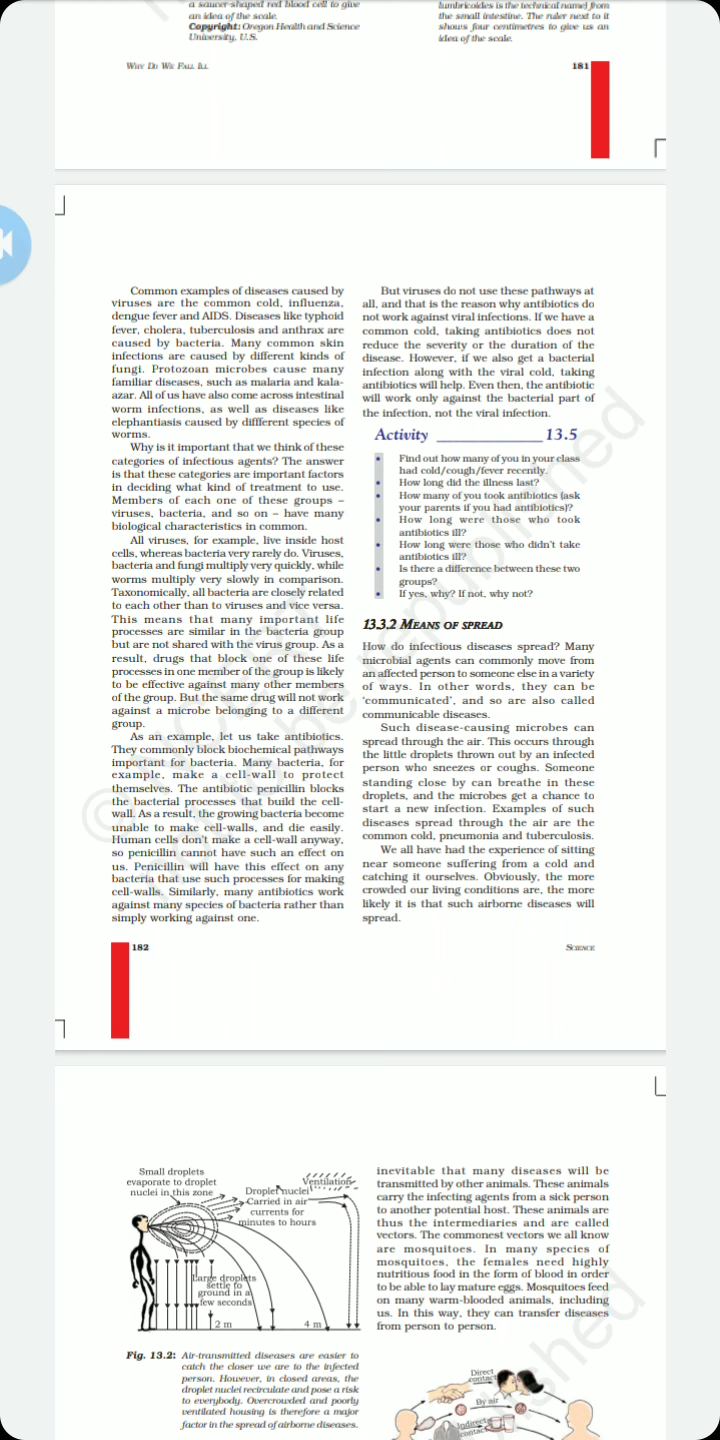 a saucer-shaped red blood cell to give
an idea of the scale.
Copyright: Oregon Health and Science
University, U.S.
lumbricoides is the technical name) from
the small intestine. The ruler next to it
shows four centimetres to give us an
idea of the scale.
WHY DO WE FALL ILL
181
Common examples of diseases caused by
viruses are the common cold, influenza,
dengue fever and AIDS. Diseases like typhoid
fever, cholera, tuberculosis and anthrax are
caused by bacteria. Many common skin
infections are caused by different kinds of
fungi. Protozoan microbes cause many
familiar diseases, such as malaria and kala-
azar. All of us have also come across intestinal
worm infections, as well as diseases like
elephantiasis caused by diffferent species of
worms.
Why is it important that we think of these
categories of infectious agents? The answer
is that these categories are important factors
in deciding what kind of treatment to use.
Members of each one of these groups –
viruses, bacteria, and so on – have many
biological characteristics in common.
All viruses, for example, live inside host
cells, whereas bacteria very rarely do. Viruses,
bacteria and fungi multiply very quickly, while
worms multiply very slowly in comparison.
Taxonomically, all bacteria are closely related
to each other than to viruses and vice versa.
This means that many important life
processes are similar in the bacteria group
but are not shared with the virus group. As a
result, drugs that block one of these life
processes in one member of the group is likely
to be effective against many other members
of the group. But the same drug will not work
against a microbe belonging to a different
group.
As an example, let us take antibiotics.
They commonly block biochemical pathways
important for bacteria. Many bacteria, for
example, make a cell-wall to protect
themselves. The antibiotic penicillin blocks
the bacterial processes that build the cell-
wall. As a result, the growing bacteria become
unable to make cell-walls, and die easily.
Human cells don't make a cell-wall anyway,
so penicillin cannot have such an effect on
us. Penicillin will have this effect on any
bacteria that use such processes for making
cell-walls. Similarly, many antibiotics work
against many species of bacteria rather than
simply working against one.
But viruses do not use these pathways at
all, and that is the reason why antibiotics do
not work against viral infections. If we have a
common cold, taking antibiotics does not
reduce the severity or the duration of the
disease. However, if we also get a bacterial
infection along with the viral cold, taking
antibiotics will help. Even then, the antibiotic
will work only against the bacterial part of
the infection, not the viral infection.
Activity ______________ 13.5
• Find out how many of you in your class
had cold/cough/fever recently.
• How long did the illness last?
• How many of you took antibiotics (ask
your parents if you had antibiotics)?
• How long were those who took
antibiotics ill?
• How long were those who didn't take
antibiotics ill?
• Is there a difference between these two
groups?
• If yes, why? If not, why not?
13.3.2 MEANS OF SPREAD
How do infectious diseases spread? Many
microbial agents can commonly move from
an affected person to someone else in a variety
of ways. In other words, they can be
'communicated', and so are also called
communicable diseases.
Such disease-causing microbes can
spread through the air. This occurs through
the little droplets thrown out by an infected
person who sneezes or coughs. Someone
standing close by can breathe in these
droplets, and the microbes get a chance to
start a new infection. Examples of such
diseases spread through the air are the
common cold, pneumonia and tuberculosis.
We all have had the experience of sitting
near someone suffering from a cold and
catching it ourselves. Obviously, the more
crowded our living conditions are, the more
likely it is that such airborne diseases will
spread.
182
SCIENCE
Small droplets
evaporate to droplet
nuclei in this zone
Droplet nuclei
Carried in air
currents for
minutes to hours
Ventilation
Large droplets
settle to
ground in a
few seconds
2 m
4 m
Fig. 13.2: Air-transmitted diseases are easier to
catch the closer we are to the infected
person. However, in closed areas, the
droplet nuclei recirculate and pose a risk
to everybody. Overcrowded and poorly
ventilated housing is therefore a major
factor in the spread of airborne diseases.
inevitable that many diseases will be
transmitted by other animals. These animals
carry the infecting agents from a sick person
to another potential host. These animals are
thus the intermediaries and are called
vectors. The commonest vectors we all know
are mosquitoes. In many species of
mosquitoes, the females need highly
nutritious food in the form of blood in order
to be able to lay mature eggs. Mosquitoes feed
on many warm-blooded animals, including
us. In this way, they can transfer diseases
from person to person.
Direct
contact
By air
Indirect
contact